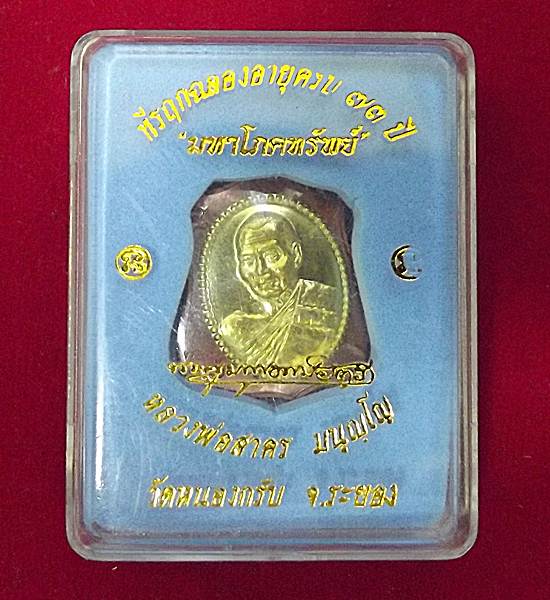 ที่รฦกฉลองอายุครบ ๗๓ ปี
"มหาโภคทรัพย์"
หลวงพ่อสาคร มนุญฺโญ
วัดหนองกรับ จ.ระยอง